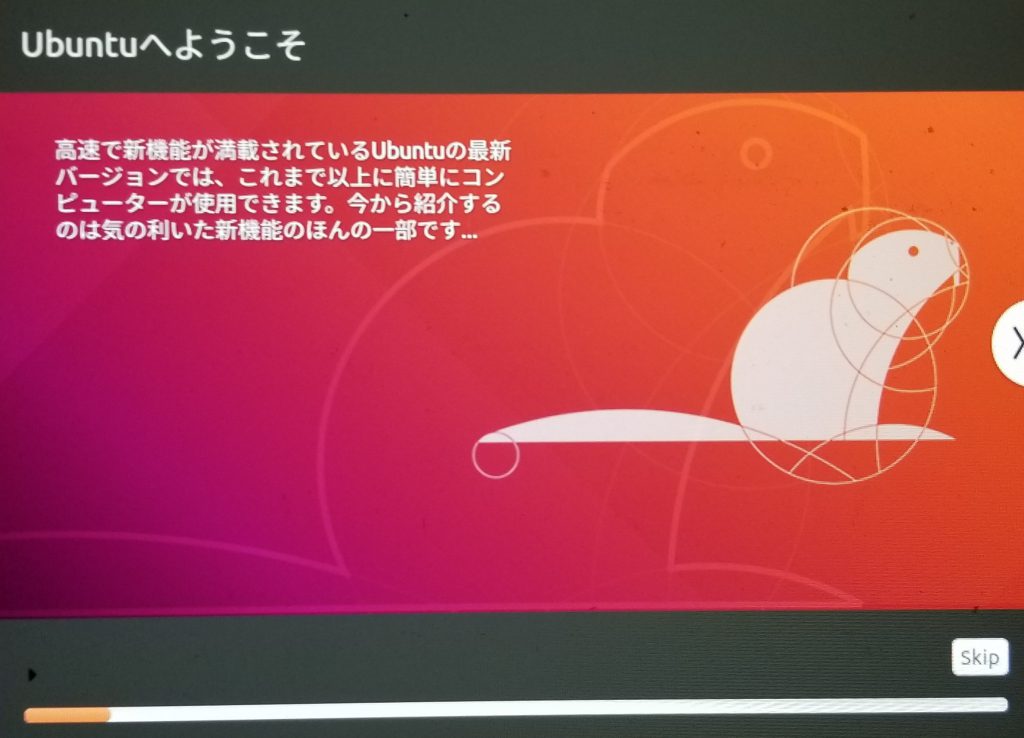 Ubuntuへようこそ
高速で新機能が満載されているUbuntuの最新
バージョンでは、これまで以上に簡単にコン
ピューターが使用できます。今から紹介する
のは気の利いた新機能のほんの一部です...
Skip